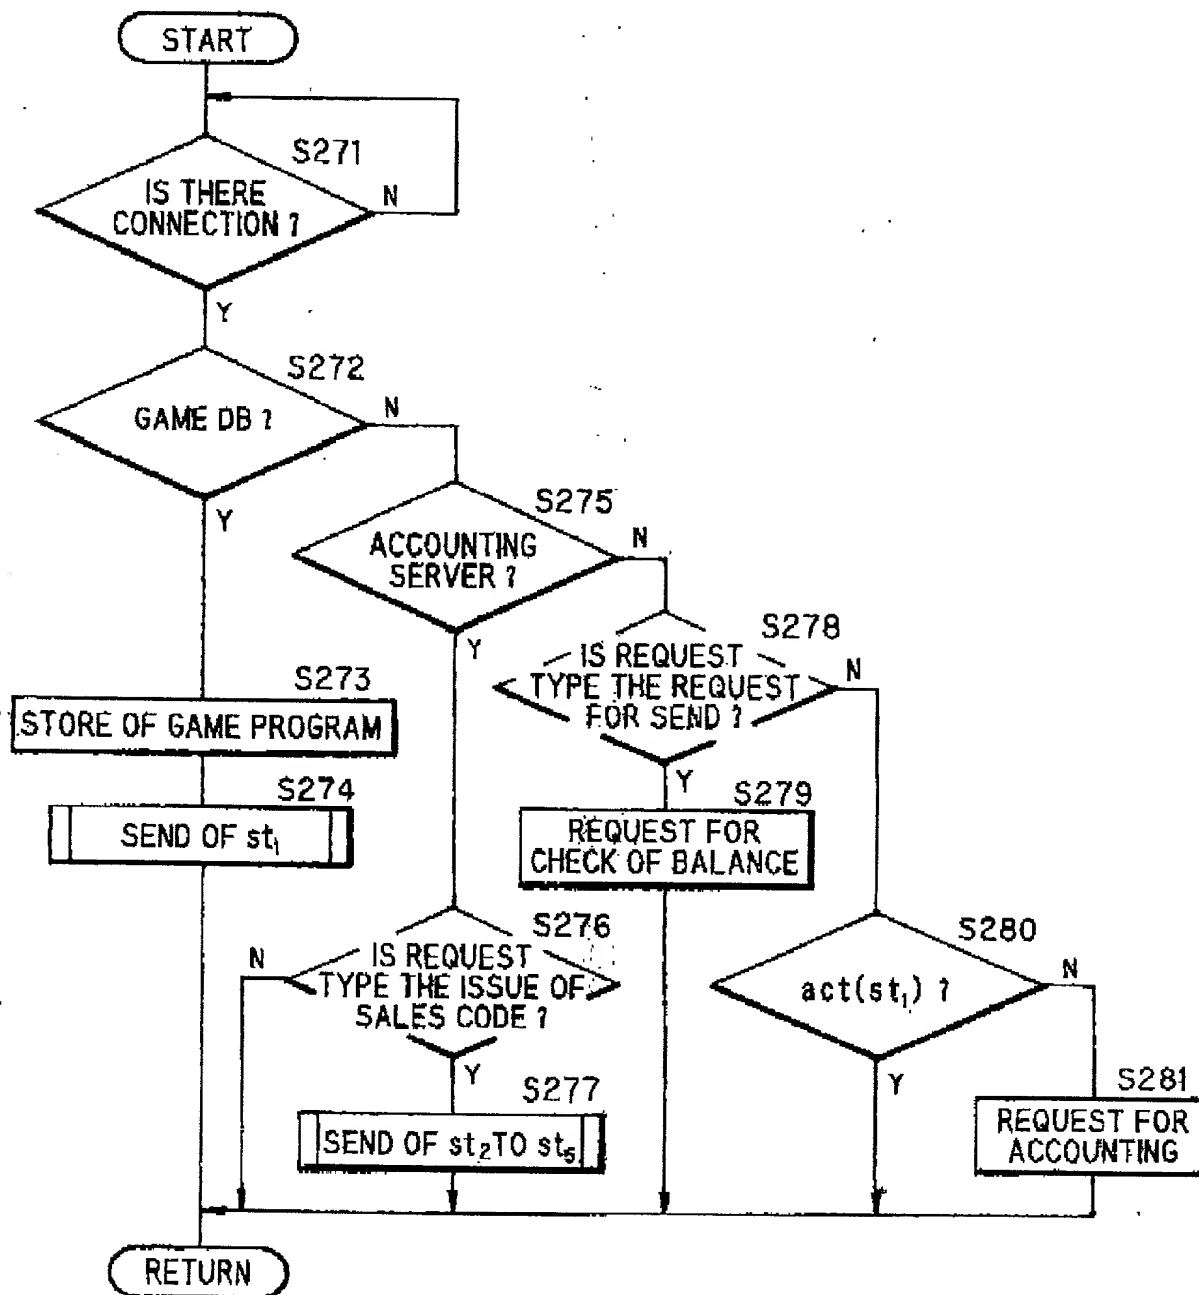 START
S271
IS THERE
CONNECTION ?
N
Y
S272
GAME DB ?
N
Y
S275
ACCOUNTING
SERVER ?
N
Y
S278
IS REQUEST
TYPE THE REQUEST
FOR SEND ?
N
Y
S273
STORE OF GAME PROGRAM
S274
SEND OF st₁
S279
REQUEST FOR
CHECK OF BALANCE
S276
IS REQUEST
TYPE THE ISSUE OF
SALES CODE ?
N
Y
S280
act(st₁) ?
N
Y
S277
SEND OF st₂ TO st₅
S281
REQUEST FOR
ACCOUNTING
RETURN